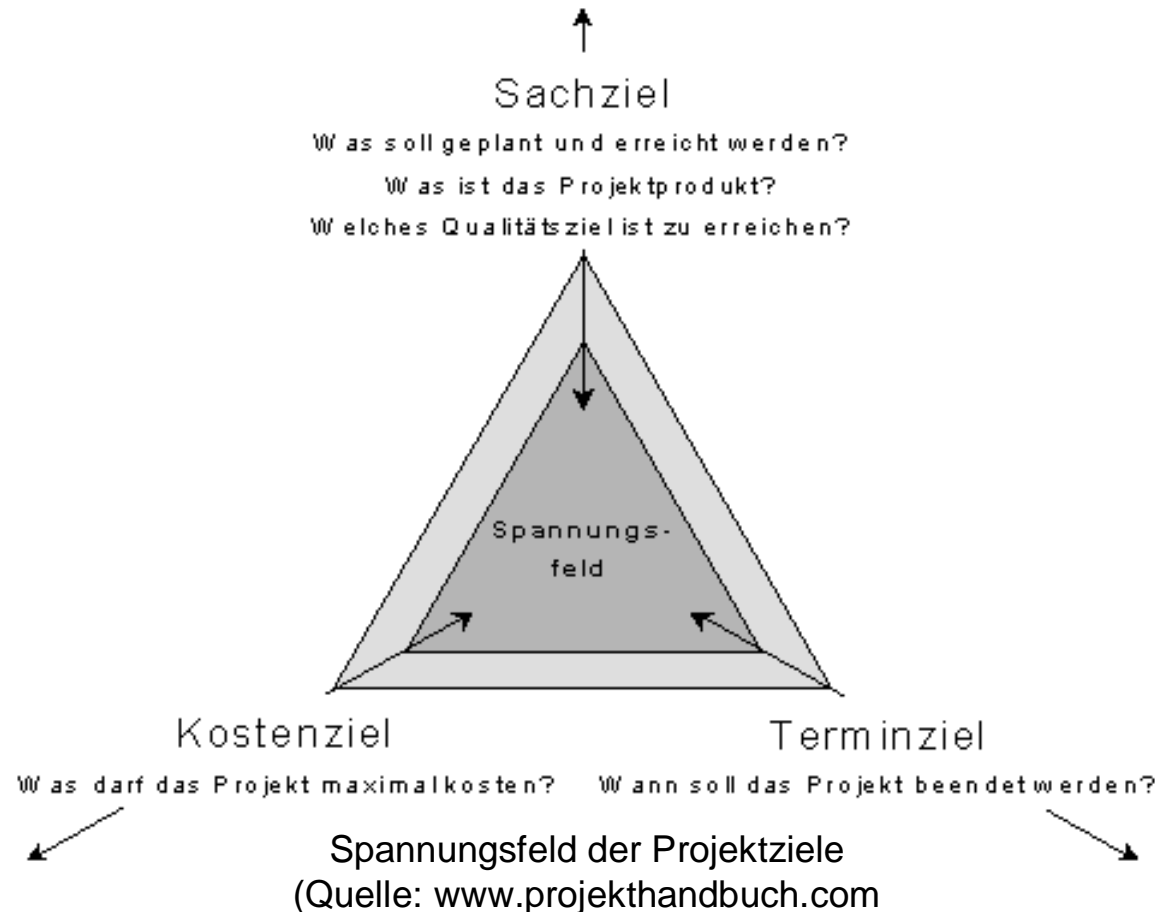 Sachziel
Was soll geplant und erreicht werden?
Was ist das Projektprodukt?
Welches Qualitätsziel ist zu erreichen?
Spannungs-
feld
Kostenziel
Terminziel
Was darf das Projekt maximal kosten?
Wann soll das Projekt beendet werden?
Spannungsfeld der Projektziele
(Quelle: www.projekthandbuch.com